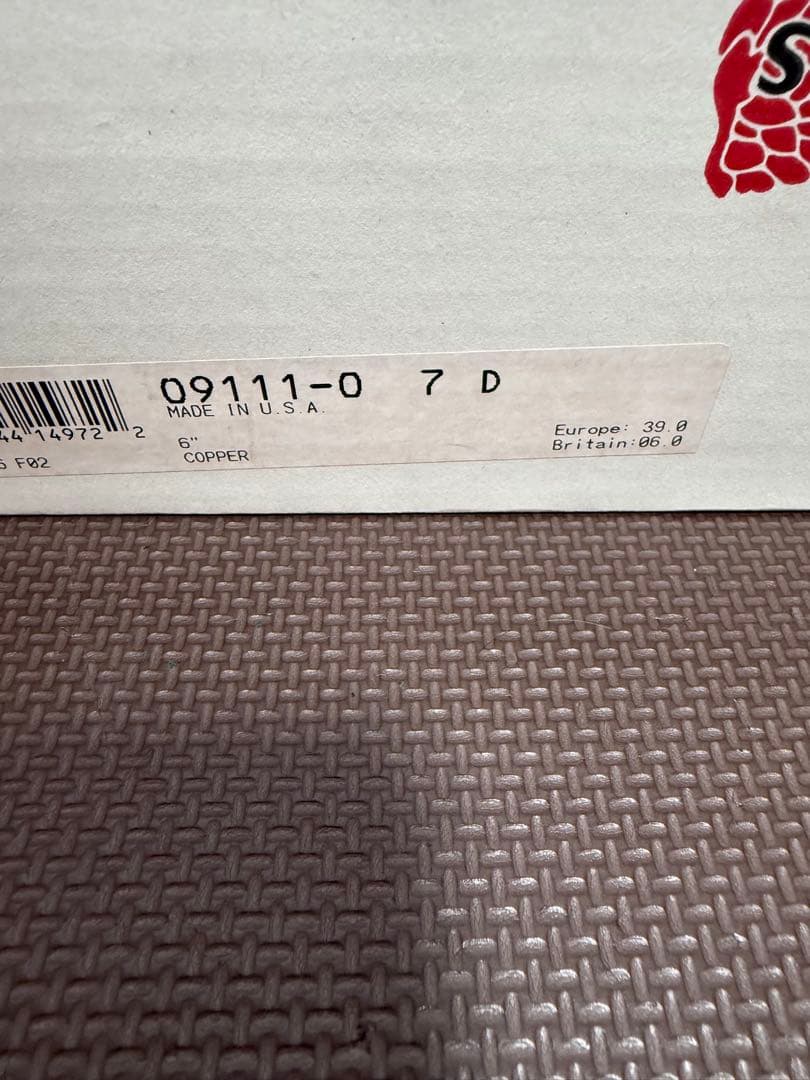 S
09111-0 7 D
MADE IN U.S.A.
44 14972 2
6"
COPPER
F02
Europe: 39.0
Britain:06.0